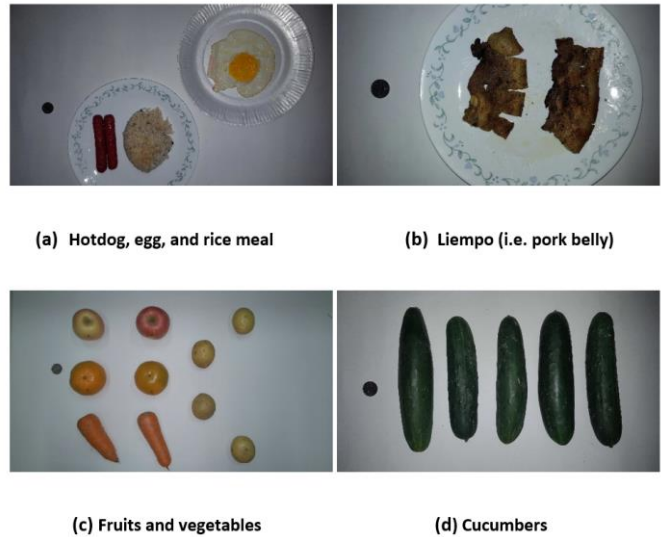 (a) Hotdog, egg, and rice meal
(b) Liempo (i.e. pork belly)
(c) Fruits and vegetables
(d) Cucumbers